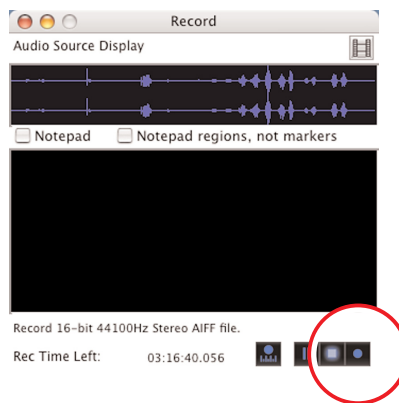 Record
Audio Source Display
Notepad
Notepad regions, not markers
Record 16-bit 44100Hz Stereo AIFF file.
Rec Time Left: 03:16:40.056